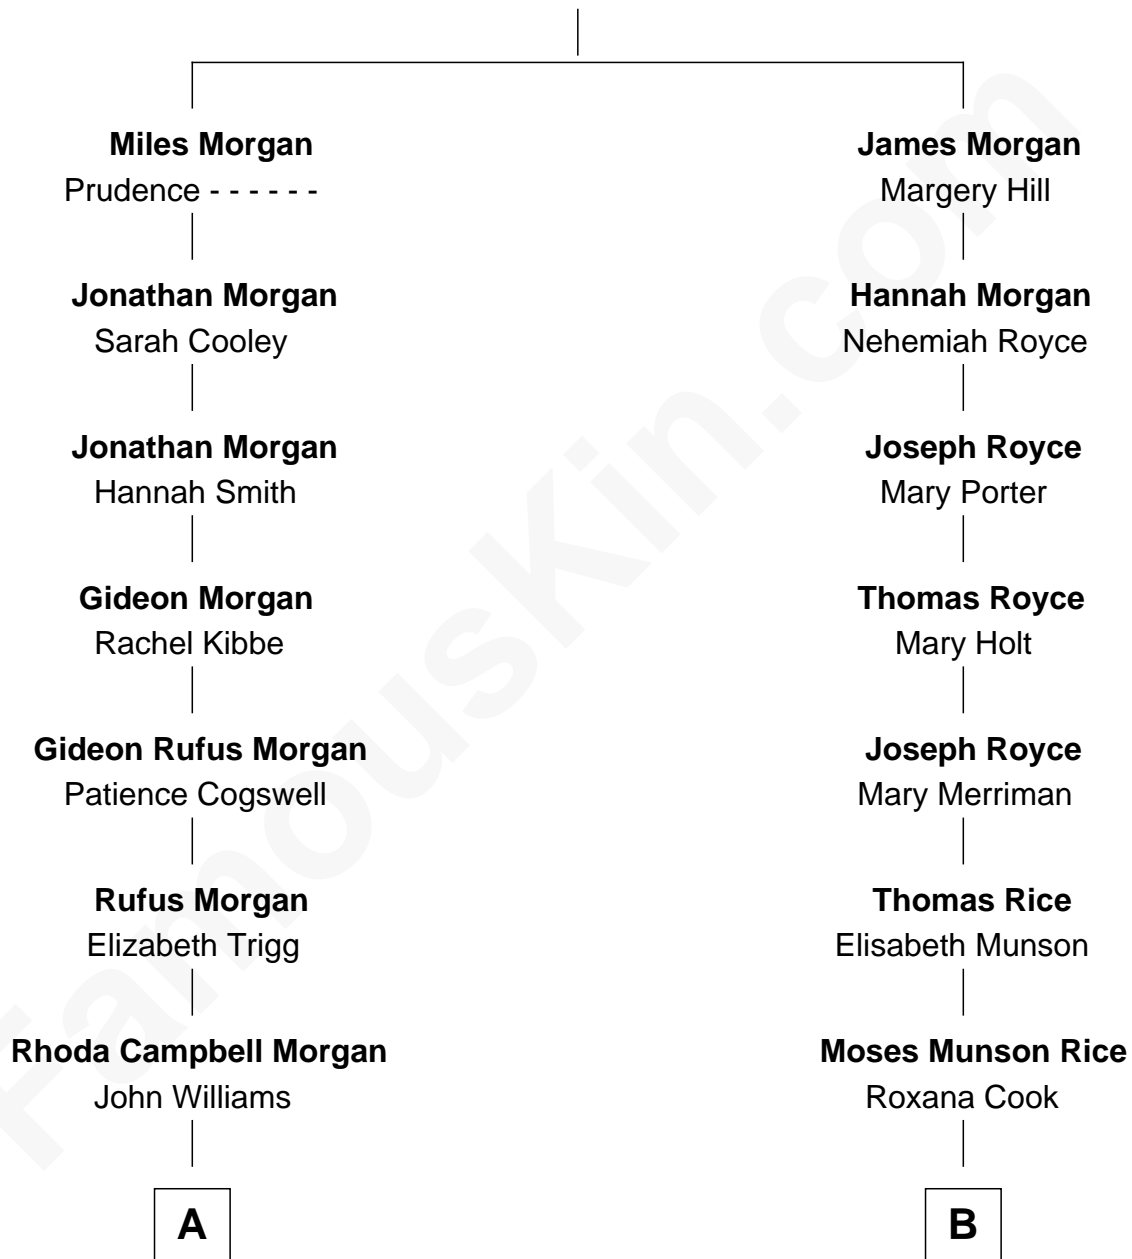 Miles Morgan
Prudence - - - - - -
Jonathan Morgan
Sarah Cooley
Jonathan Morgan
Hannah Smith
Gideon Morgan
Rachel Kibbe
Gideon Rufus Morgan
Patience Cogswell
Rufus Morgan
Elizabeth Trigg
Rhoda Campbell Morgan
John Williams
A
James Morgan
Margery Hill
Hannah Morgan
Nehemiah Royce
Joseph Royce
Mary Porter
Thomas Royce
Mary Holt
Joseph Royce
Mary Merriman
Thomas Rice
Elisabeth Munson
Moses Munson Rice
Roxana Cook
B
FamousKin.com